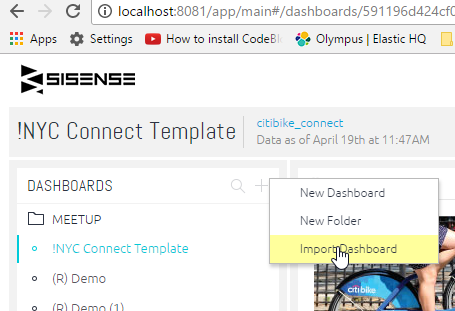 localhost:8081/app/main#/dashboards/591196d424cf0
Apps
Settings
How to install CodeBl
Olympus | Elastic HQ
SISENSE
!NYC Connect Template
citibike_connect
Data as of April 19th at 11:47AM
DASHBOARDS
New Dashboard
MEETUP
New Folder
!NYC Connect Template
Import Dashboard
(R) Demo
citibike
(R) Demo (1)